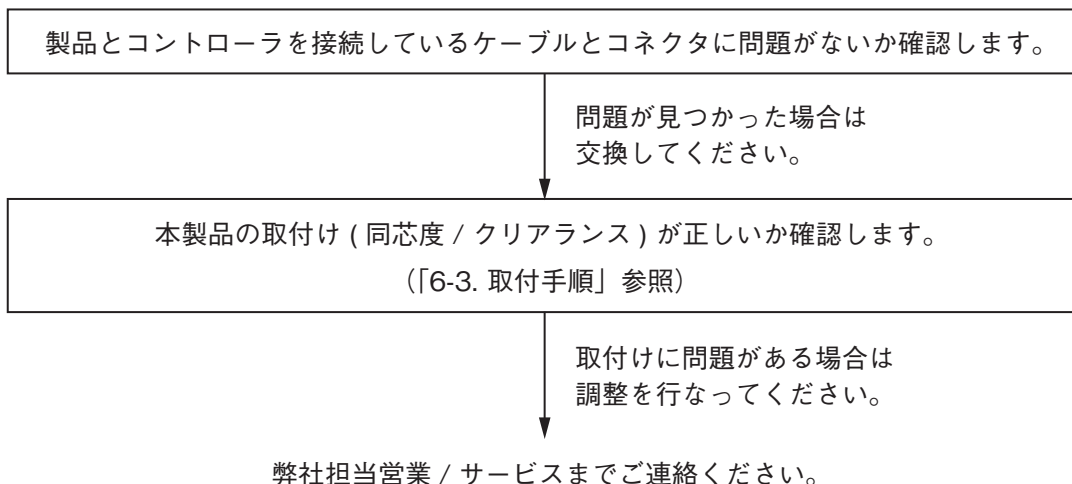 製品とコントローラを接続しているケーブルとコネクタに問題がないか確認します。
問題が見つかった場合は
交換してください。
本製品の取付け ( 同芯度 / クリアランス ) が正しいか確認します。
(「6-3. 取付手順」参照)
取付けに問題がある場合は
調整を行なってください。
弊社担当営業 / サービスまでご連絡ください。